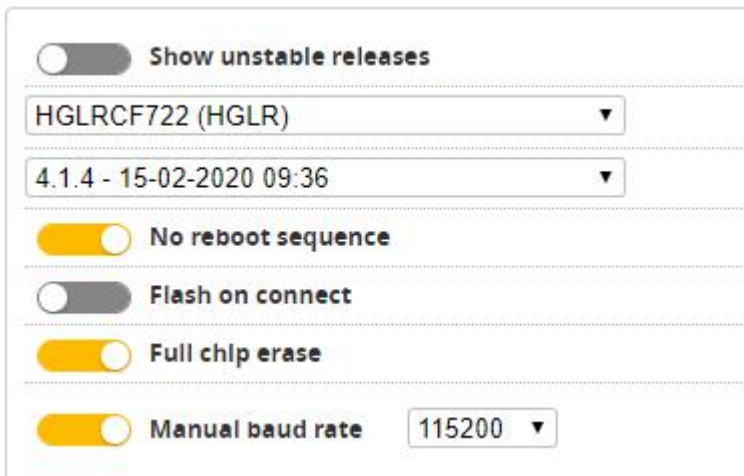 Show unstable releases
HGLRCF722 (HGLR)
4.1.4 - 15-02-2020 09:36
No reboot sequence
Flash on connect
Full chip erase
Manual baud rate 115200